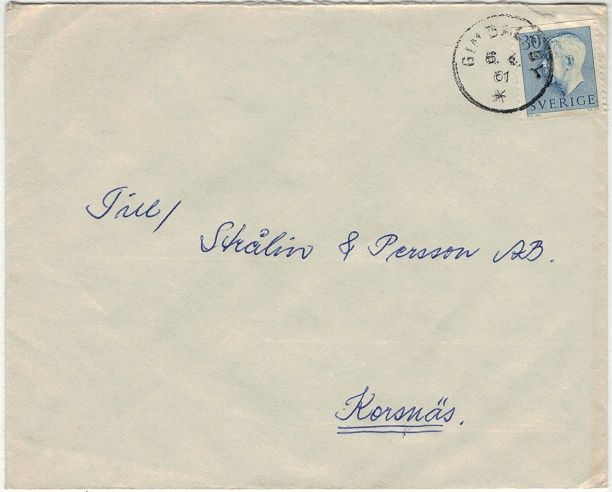 30
SVERIGE
6. 4.
61
Till/
Strålin & Persson AB.
Korsnäs.